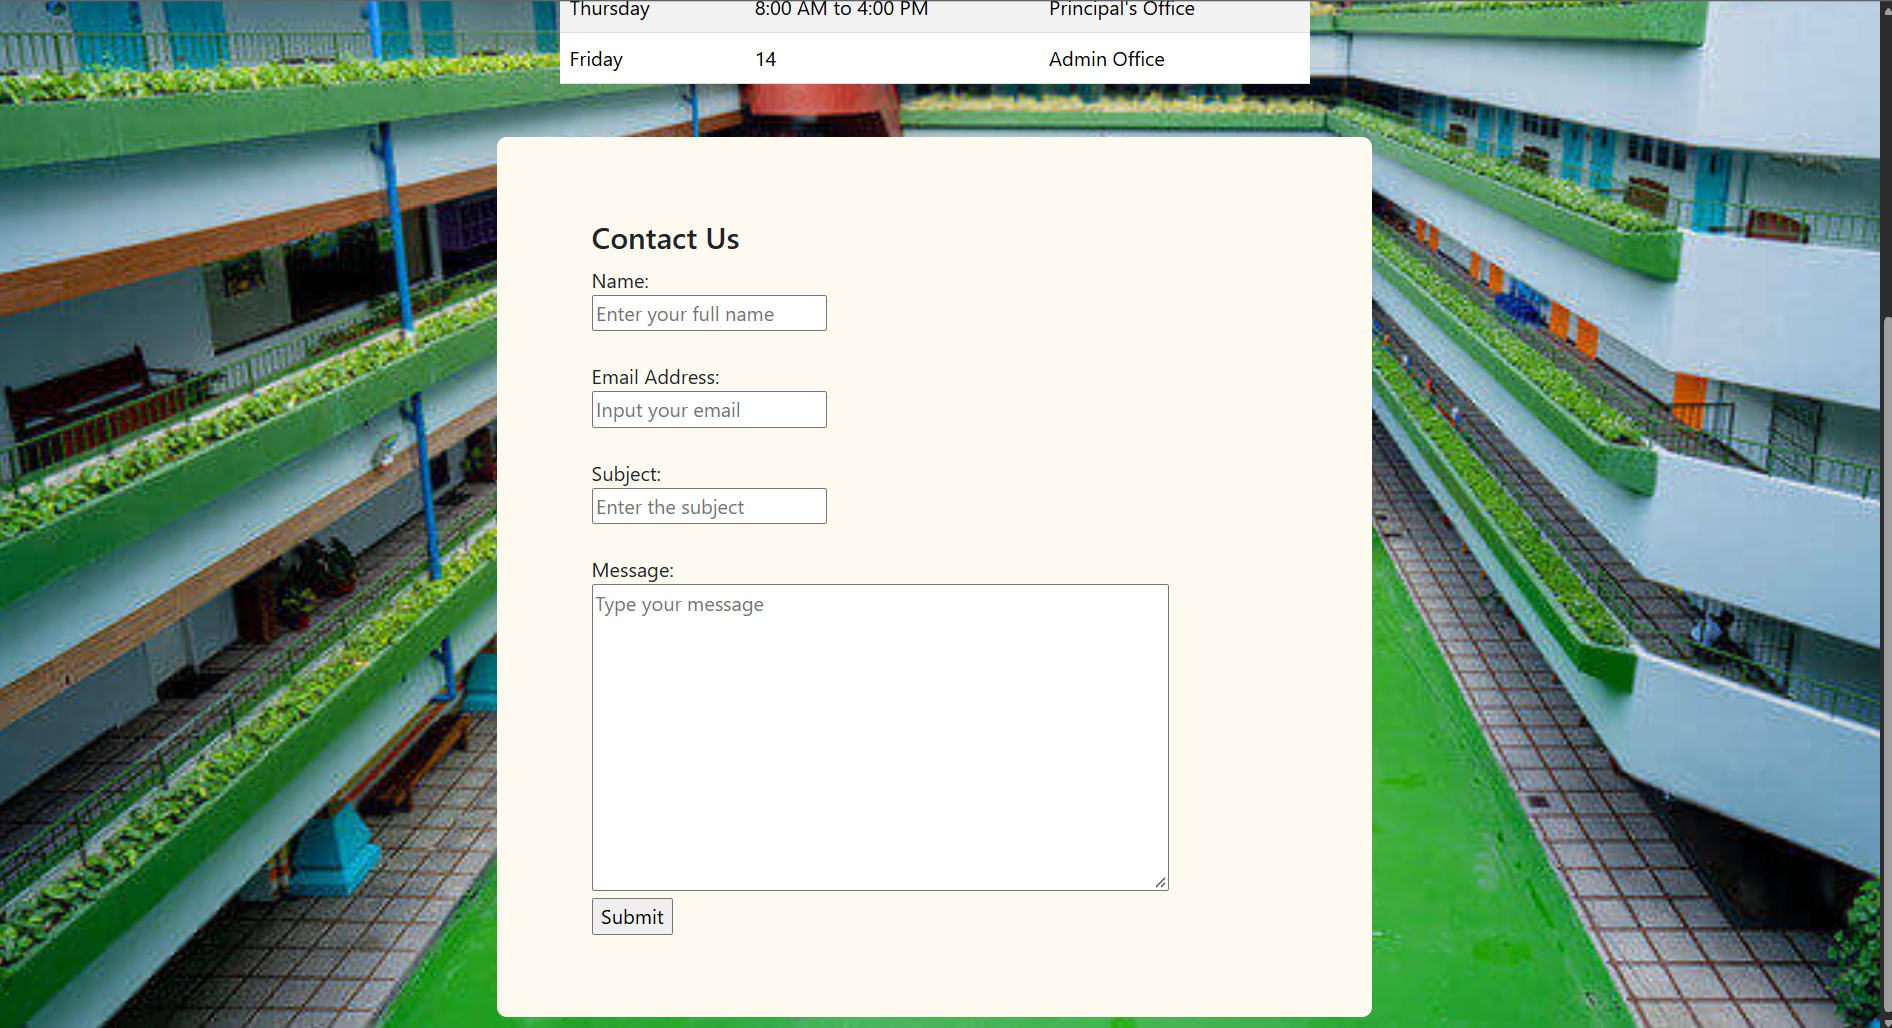 Thursday 8:00 AM to 4:00 PM Principal's Office
Friday 14 Admin Office
Contact Us
Name:
Enter your full name
Email Address:
Input your email
Subject:
Enter the subject
Message:
Type your message
Submit